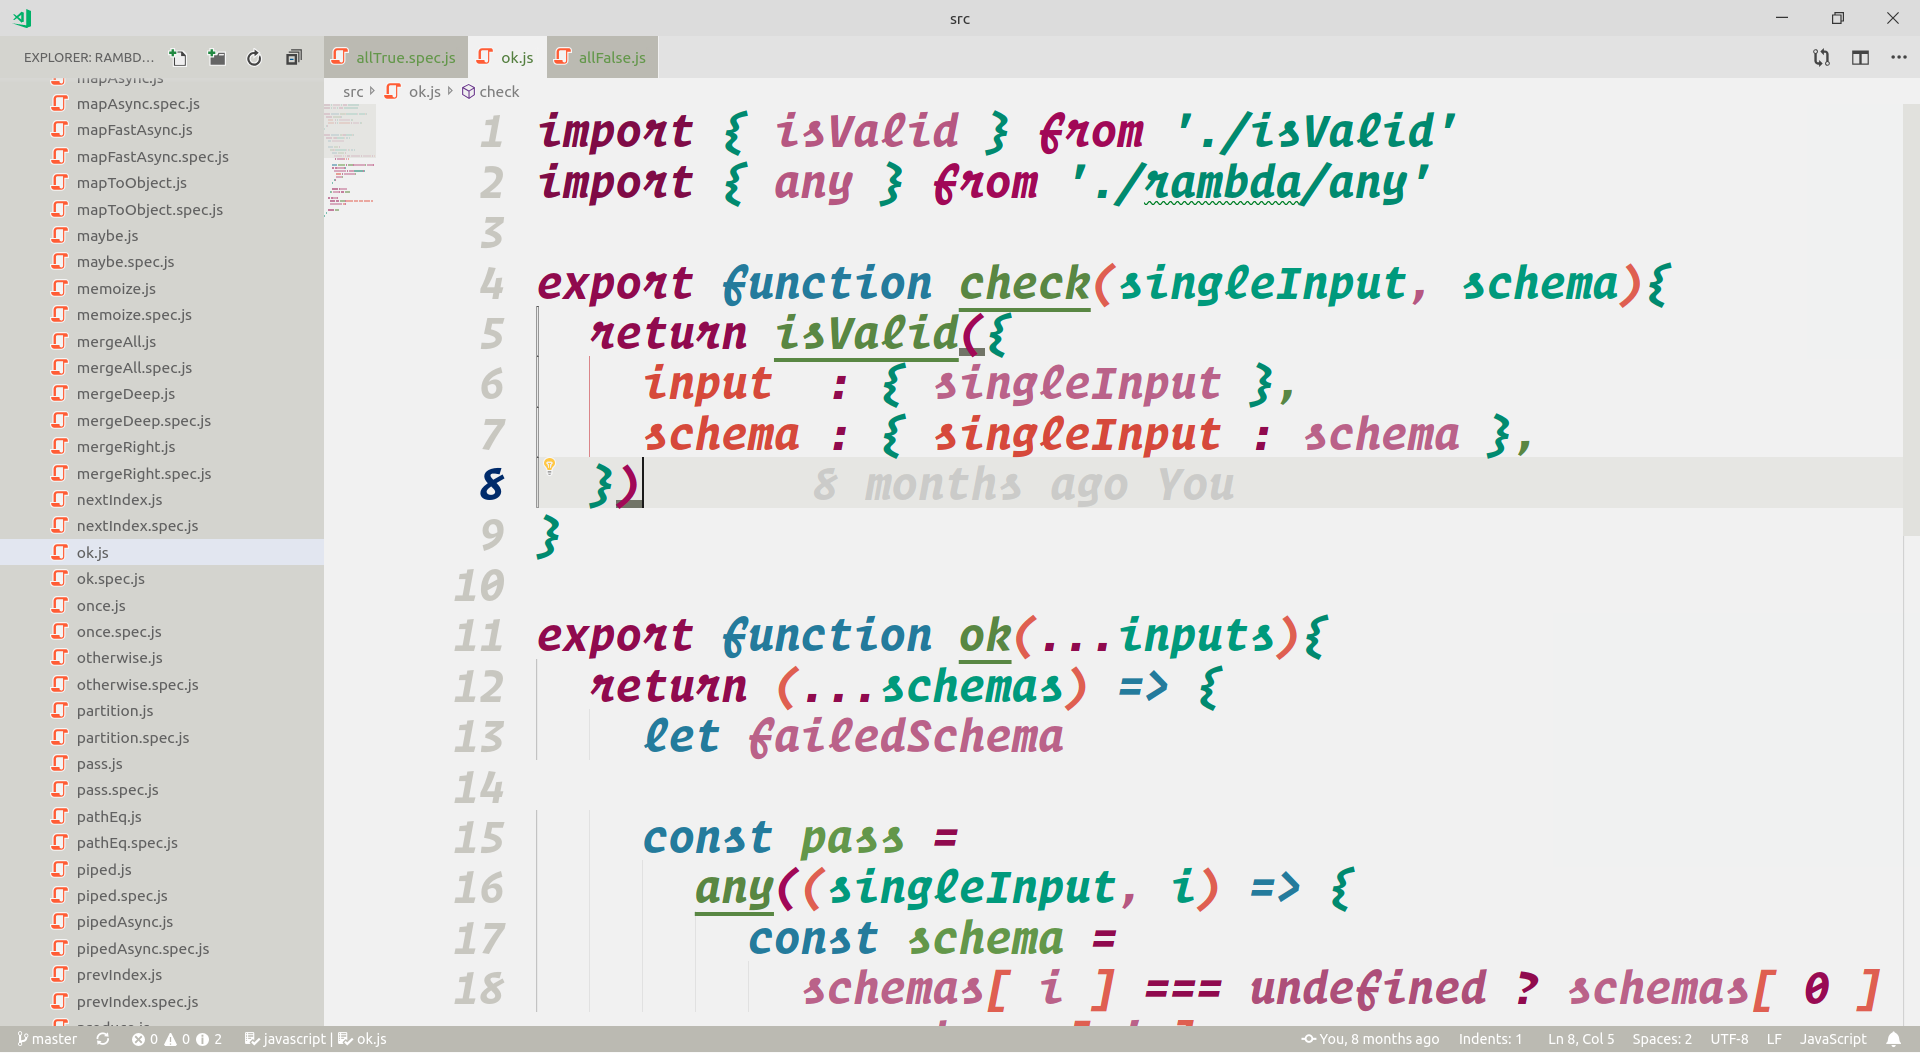 src
EXPLORER: RAMBD...
allTrue.spec.js
ok.js
allFalse.js
src
ok.js
check
mapAsync.js
mapAsync.spec.js
mapFastAsync.js
mapFastAsync.spec.js
mapToObject.js
mapToObject.spec.js
maybe.js
maybe.spec.js
memoize.js
memoize.spec.js
mergeAll.js
mergeAll.spec.js
mergeDeep.js
mergeDeep.spec.js
mergeRight.js
mergeRight.spec.js
nextIndex.js
nextIndex.spec.js
ok.js
ok.spec.js
once.js
once.spec.js
otherwise.js
otherwise.spec.js
partition.js
partition.spec.js
pass.js
pass.spec.js
pathEq.js
pathEq.spec.js
piped.js
piped.spec.js
pipedAsync.js
pipedAsync.spec.js
prevIndex.js
prevIndex.spec.js
1 import { isValid } from './isValid'
2 import { any } from './rambda/any'
3
4 export function check(singleInput, schema){
5 return isValid({
6 input : { singleInput },
7 schema : { singleInput : schema },
8 }) 8 months ago You
9 }
10
11 export function ok(...inputs){
12 return (...schemas) => {
13 let failedSchema
14
15 const pass =
16 any((singleInput, i) => {
17 const schema =
18 schemas[ i ] === undefined ? schemas[ 0 ]
master 0 0 2 javascript | ok.js You, 8 months ago Indents: 1 Ln 8, Col 5 Spaces: 2 UTF-8 LF JavaScript